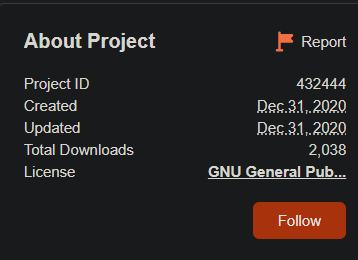 About Project
Report
Project ID 432444
Created Dec 31, 2020
Updated Dec 31, 2020
Total Downloads 2,038
License GNU General Pub...
Follow